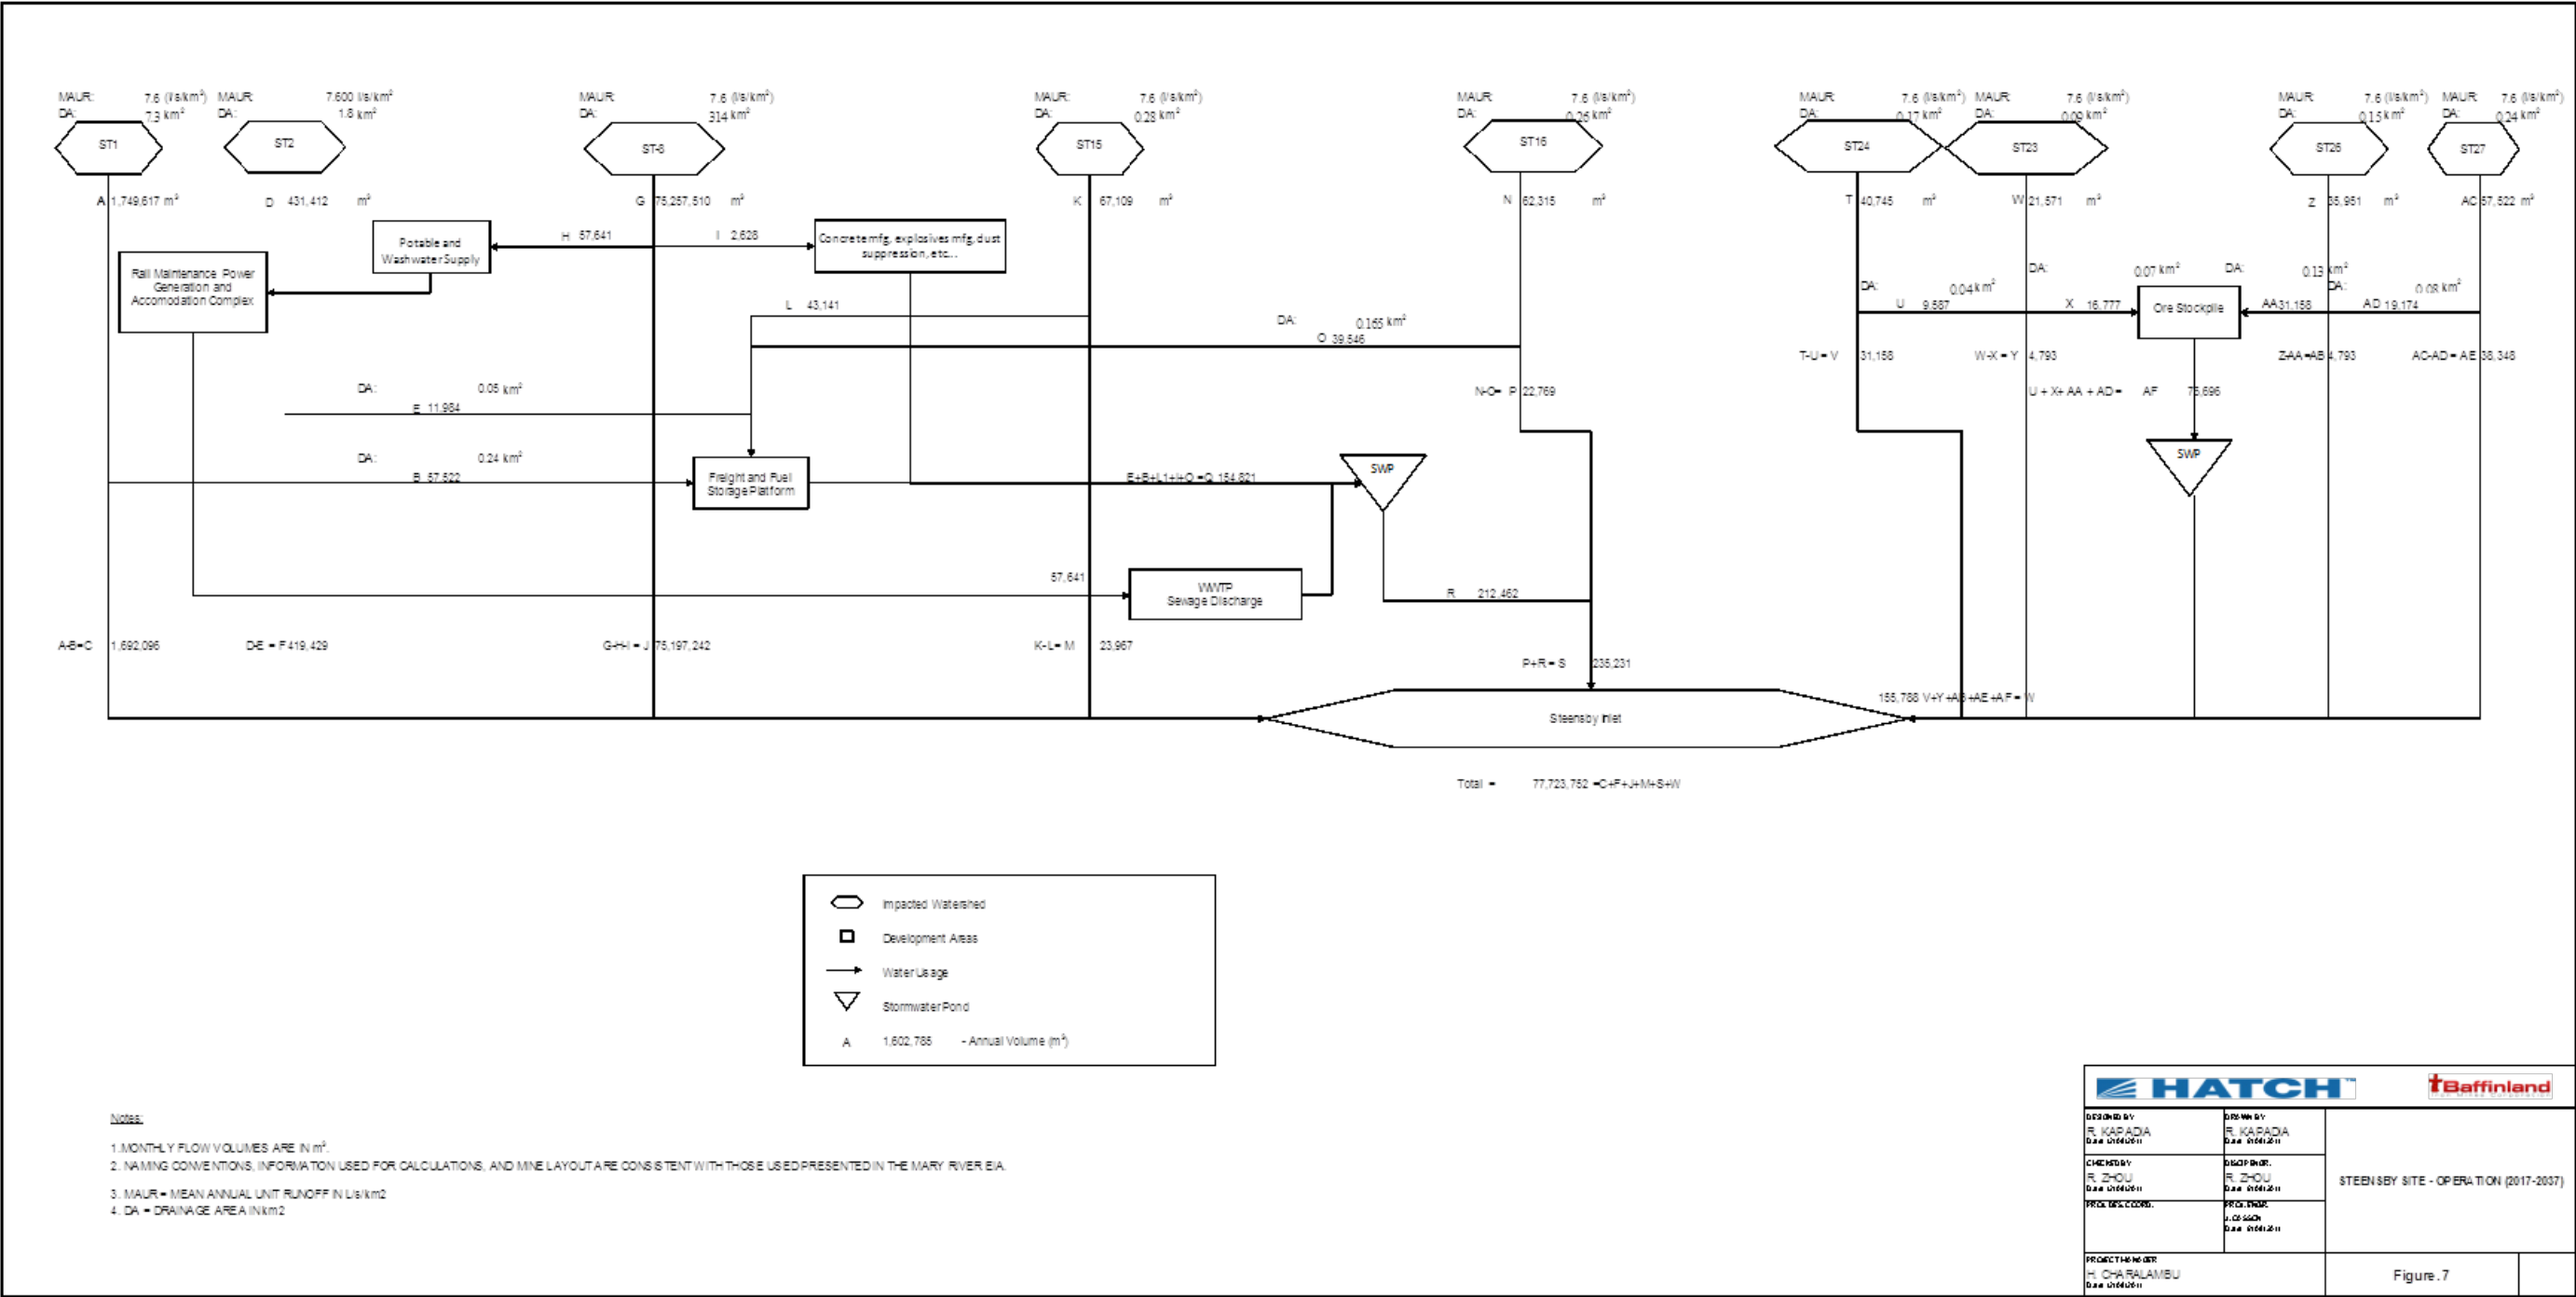 MAUR: 7.6 (l/s/km²) MAUR: 7.600 l/s/km² MAUR: 7.6 (l/s/km²) MAUR: 7.6 (l/s/km²) MAUR: 7.6 (l/s/km²) MAUR: 7.6 (l/s/km²) MAUR: 7.6 (l/s/km²) MAUR: 7.6 (l/s/km²) MAUR: 7.6 (l/s/km²)
DA: 7.3 km² DA: 1.8 km² DA: 314 km² DA: 0.28 km² DA: 0.26 km² DA: 0.17 km² DA: 0.09 km² DA: 0.15 km² DA: 0.24 km²
ST1 ST2 ST-8 ST15 ST16 ST24 ST23 ST26 ST27
A 1,749,617 m³ D 431,412 m³ G 75,257,510 m³ K 67,109 m³ N 62,315 m³ T 40,745 m³ W 21,571 m³ Z 35,951 m³ AC 57,522 m³
Potable and
Washwater Supply
H 57,641
I 2,628
Concrete mfg, explosives mfg, dust
suppression, etc...
Rail Maintenance Power
Generation and
Accomodation Complex
DA: 0.07 km² DA: 0.13 km²
DA: 0.04 km² DA: 0.08 km²
U 9,587 X 16,777 Ore Stockpile AA 31,158 AD 19,174
L 43,141
DA: 0.165 km²
O 39,546
T-U = V 31,158 W-X = Y 4,793 Z-AA =AB 4,793 AC-AD = AE 38,348
DA: 0.05 km²
E 11,984
N-O= P 22,769
U + X+ AA + AD = AF 76,696
DA: 0.24 km²
B 57,522
Freight and Fuel
Storage Platform
E+B+L1+I+O =Q 154,821
SWP
SWP
57,641
WWTP
Sewage Discharge
R 212,462
A-B=C 1,692,096 D-E = F 419,429 G-H-I = J 75,197,242 K-L= M 23,967
P+R = S 235,231
155,788 V+Y+AB+AE+AF = W
Steensby Inlet
Total = 77,723,752 =C+F+J+M+S+W
Impacted Watershed
Development Areas
Water Usage
Stormwater Pond
A 1,602,785 - Annual Volume (m³)
Notes:
1.MONTHLY FLOW VOLUMES ARE IN m³.
2. NAMING CONVENTIONS, INFORMATION USED FOR CALCULATIONS, AND MINE LAYOUT ARE CONSISTENT WITH THOSE USED PRESENTED IN THE MARY RIVER EIA.
3. MAUR = MEAN ANNUAL UNIT RUNOFF IN L/s/km2
4. DA = DRAINAGE AREA IN km2
HATCH™ Baffinland
DESIGNED BY DRAWN BY
R. KAPADIA R. KAPADIA
CHECKED BY
R. ZHOU R. ZHOU
STEENSBY SITE - OPERATION (2017-2037)
PROJECT MANAGER
H. CHARALAMBU
Figure.7